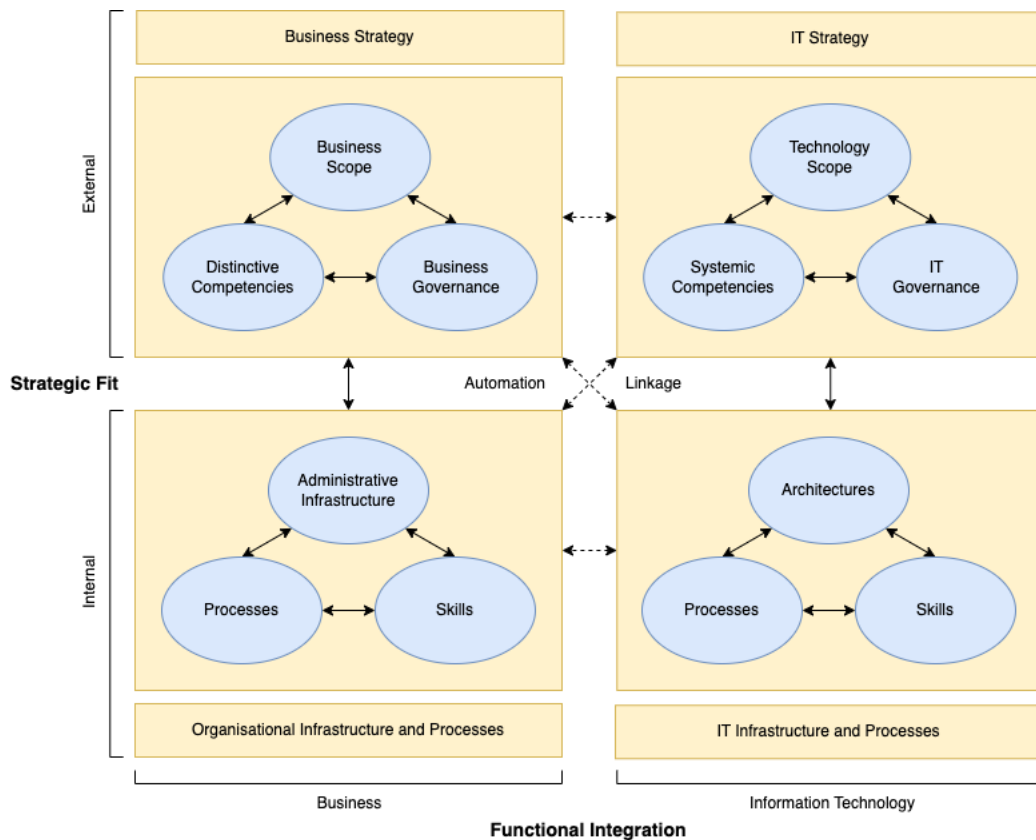 Business Strategy
IT Strategy
External
Business
Scope
Distinctive
Competencies
Business
Governance
Technology
Scope
Systemic
Competencies
IT
Governance
Strategic Fit
Automation
Linkage
Internal
Administrative
Infrastructure
Processes
Skills
Architectures
Processes
Skills
Organisational Infrastructure and Processes
IT Infrastructure and Processes
Business
Information Technology
Functional Integration